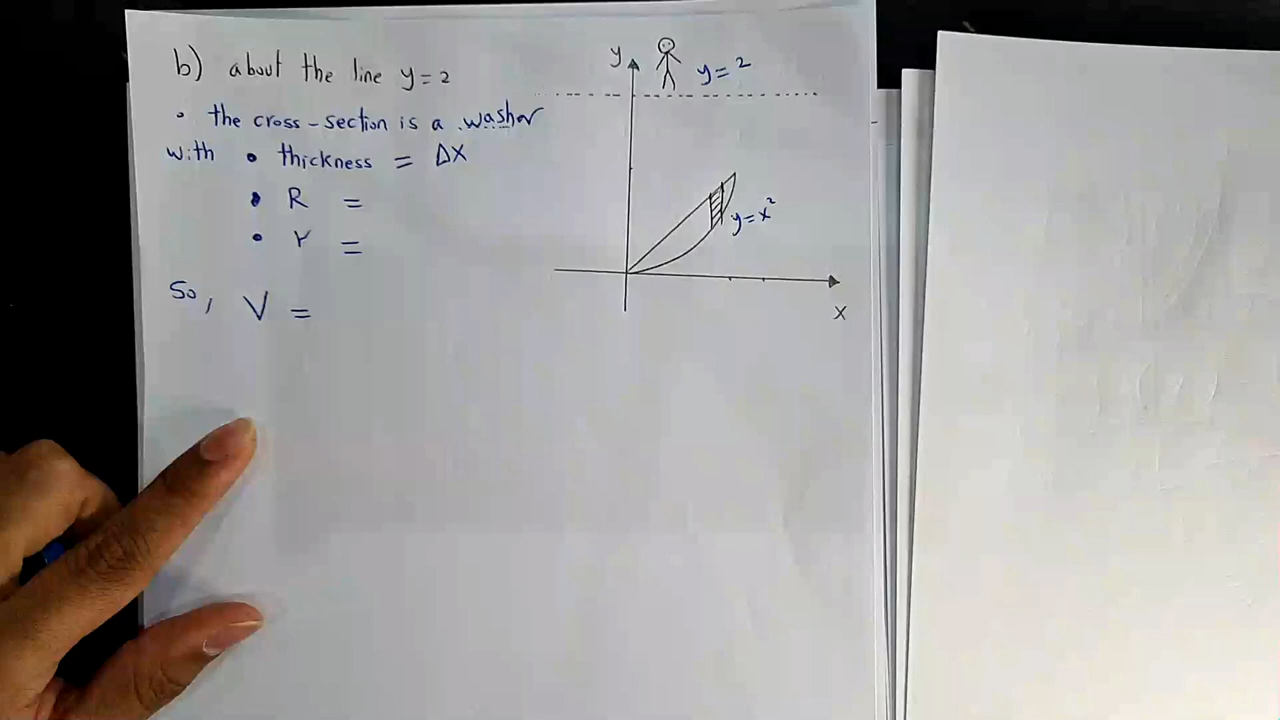 b) about the line y = 2
• the cross-section is a washer
with • thickness = Δx
• R =
• r =
So, V =
y
y = 2
y = x²
x